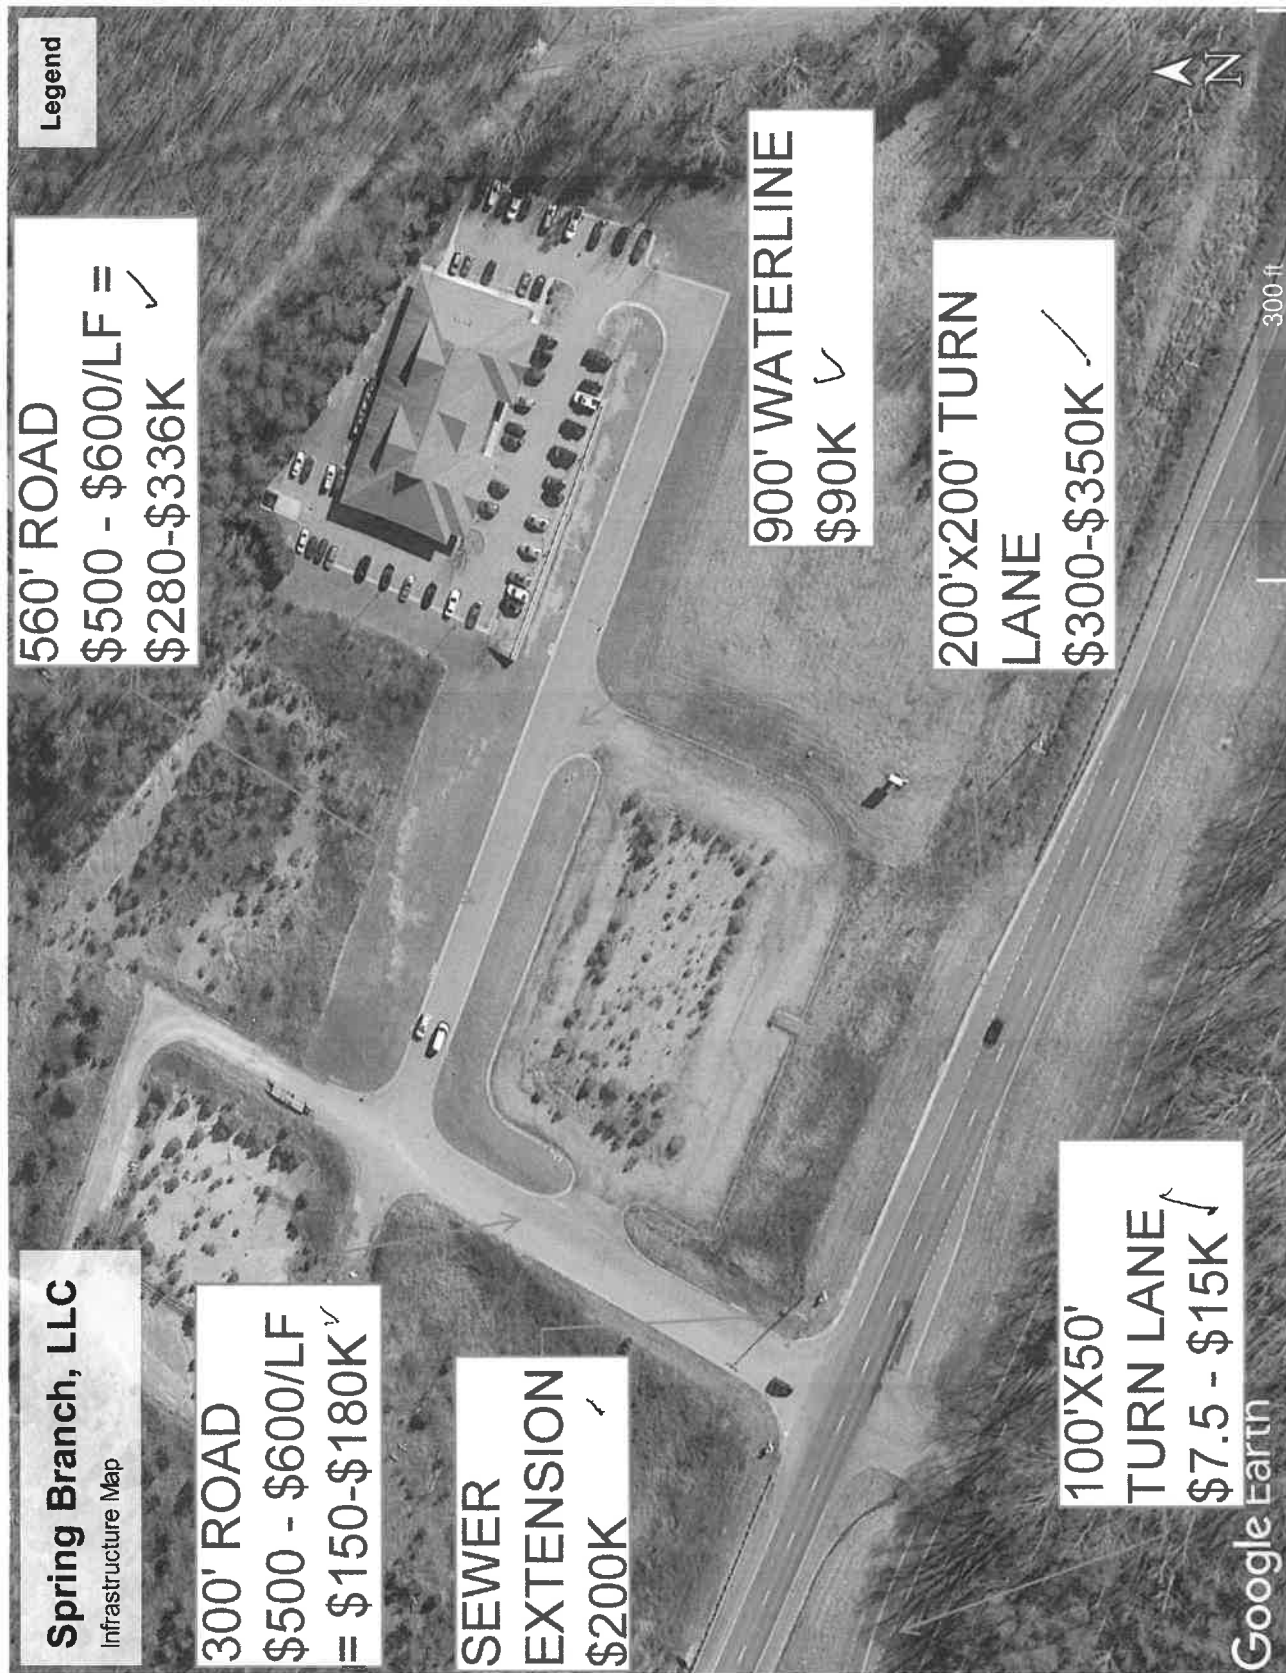 Spring Branch, LLC
Infrastructure Map
Legend
560' ROAD
$500 - $600/LF =
$280-$336K
300' ROAD
$500 - $600/LF
= $150-$180K
SEWER
EXTENSION
$200K
900' WATERLINE
$90K
200'x200' TURN
LANE
$300-$350K
100'X50'
TURN LANE
$7.5 - $15K
Google Earth
N
300 ft